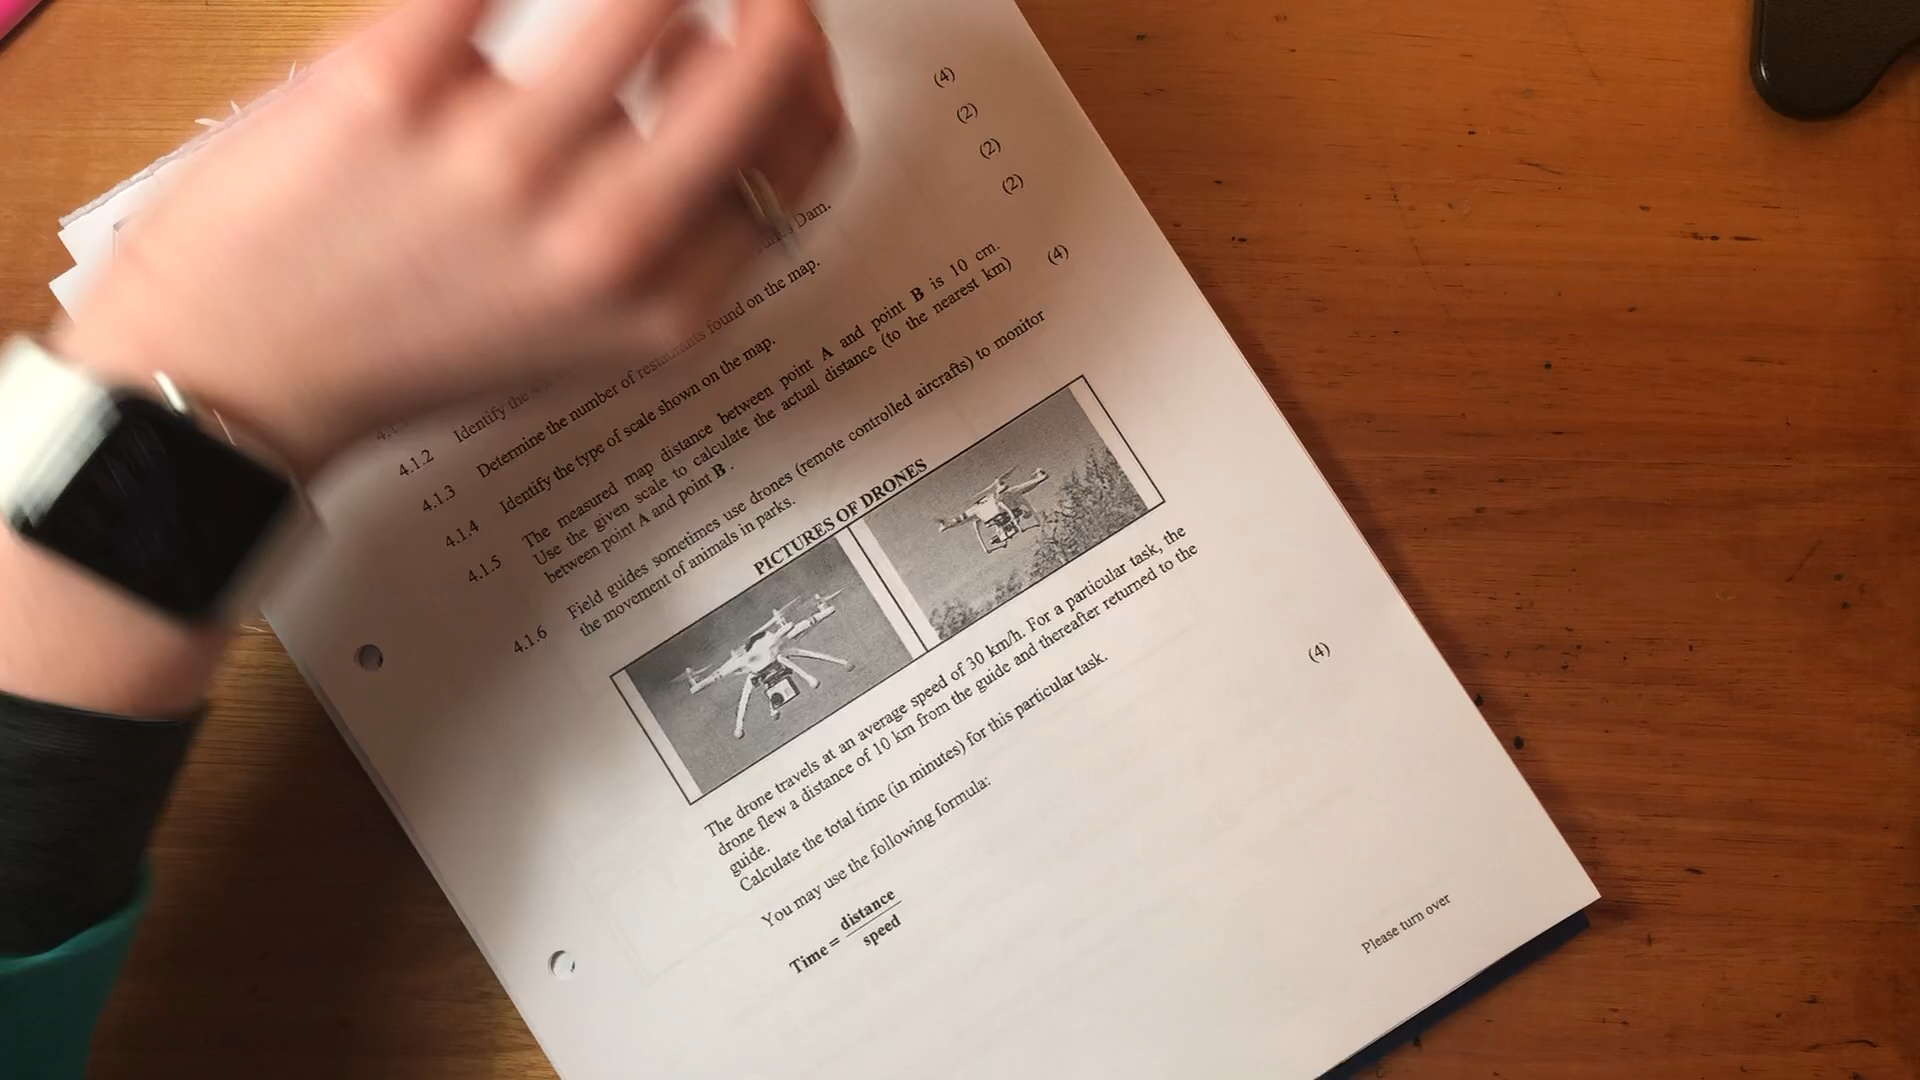 (4)
(2)
(2)
(2)
Dam.
4.1.2 Identify the
4.1.3 Determine the number of restaurants found on the map.
4.1.4 Identify the type of scale shown on the map.
4.1.5 The measured map distance between point A and point B is 10 cm.
Use the given scale to calculate the actual distance (to the nearest km)
between point A and point B. (4)
4.1.6 Field guides sometimes use drones (remote controlled aircrafts) to monitor
the movement of animals in parks.
PICTURES OF DRONES
The drone travels at an average speed of 30 km/h. For a particular task, the
drone flew a distance of 10 km from the guide and thereafter returned to the
guide.
Calculate the total time (in minutes) for this particular task. (4)
You may use the following formula:
Time = distance
speed
Please turn over